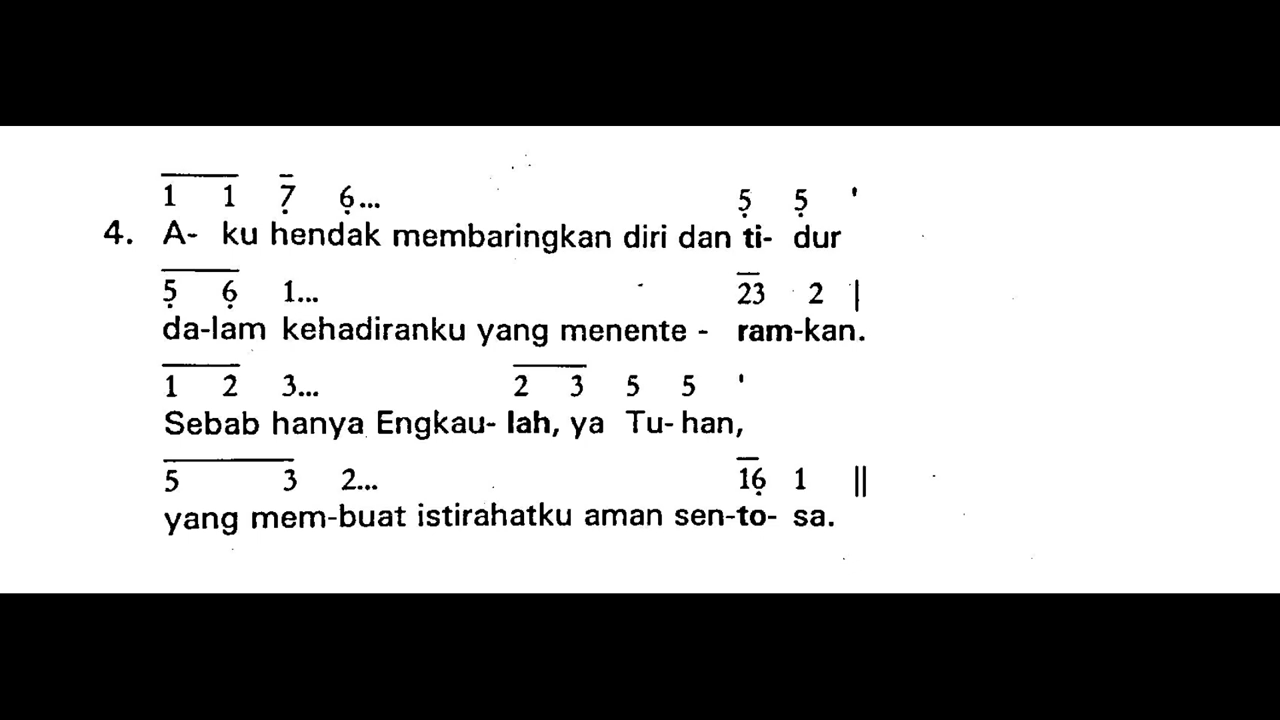 1 1 7̣ 6̣... 5̣ 5̣ '
4. A- ku hendak membaringkan diri dan ti- dur
5̣ 6̣ 1... 23 2 |
da-lam kehadiranku yang menente - ram-kan.
1 2 3... 2 3 5 5 '
Sebab hanya Engkau- lah, ya Tu- han,
5 3 2... 16̣ 1 ||
yang mem-buat istirahatku aman sen-to- sa.